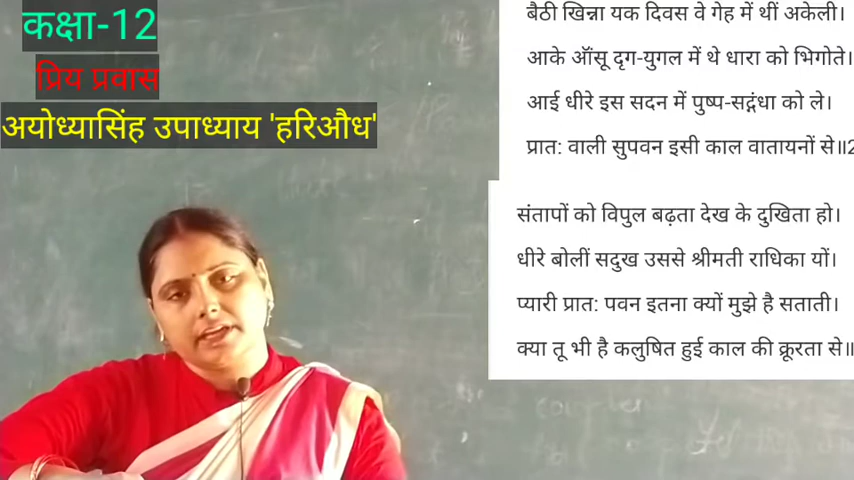 कक्षा-12
प्रिय प्रवास
अयोध्यासिंह उपाध्याय 'हरिऔध'
बैठी खिन्ना यक दिवस वे गेह में थीं अकेली।
आके आँसू दृग-युगल में थे धारा को भिगोते।
आई धीरे इस सदन में पुष्प-सद्गंधा को ले।
प्रात: वाली सुपवन इसी काल वातायनों से॥2
संतापों को विपुल बढ़ता देख के दुखिता हो।
धीरे बोलीं सदुख उससे श्रीमती राधिका यों।
प्यारी प्रात: पवन इतना क्यों मुझे है सताती।
क्या तू भी है कलुषित हुई काल की क्रूरता से॥